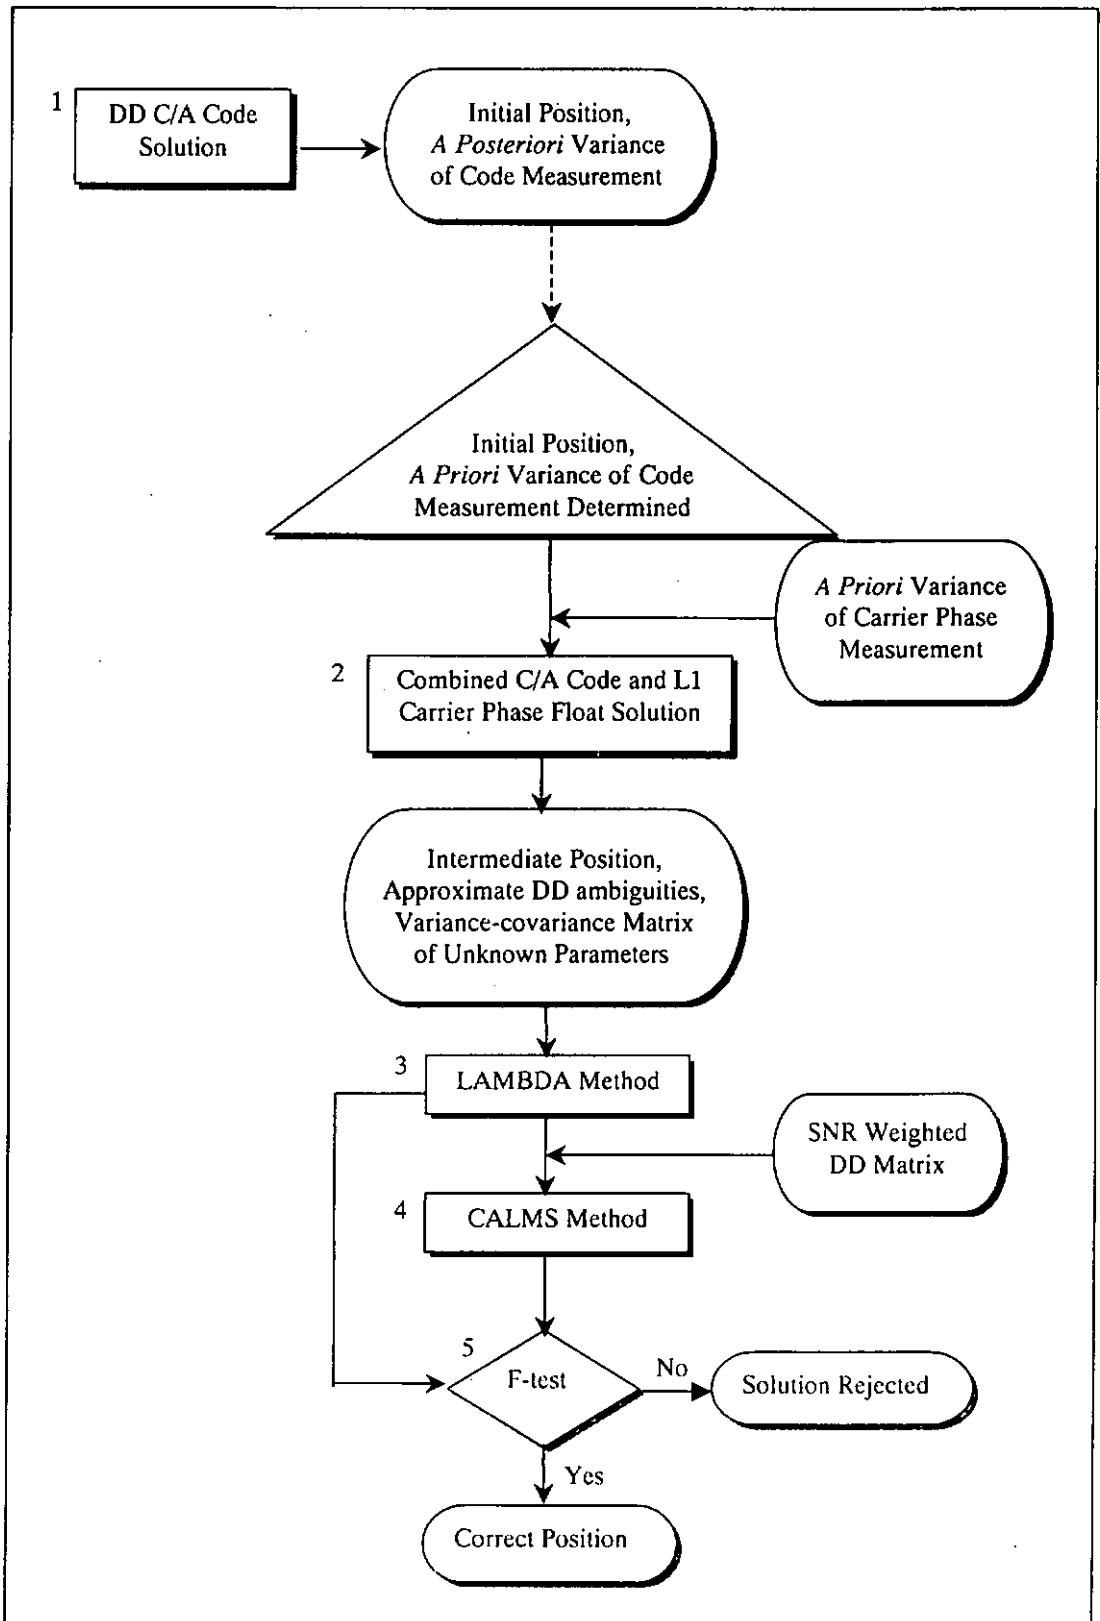 1
DD C/A Code
Solution
Initial Position,
A Posteriori Variance
of Code Measurement
Initial Position,
A Priori Variance of Code
Measurement Determined
A Priori Variance
of Carrier Phase
Measurement
2
Combined C/A Code and L1
Carrier Phase Float Solution
Intermediate Position,
Approximate DD ambiguities,
Variance-covariance Matrix
of Unknown Parameters
3
LAMBDA Method
SNR Weighted
DD Matrix
4
CALMS Method
5
F-test
No
Solution Rejected
Yes
Correct Position